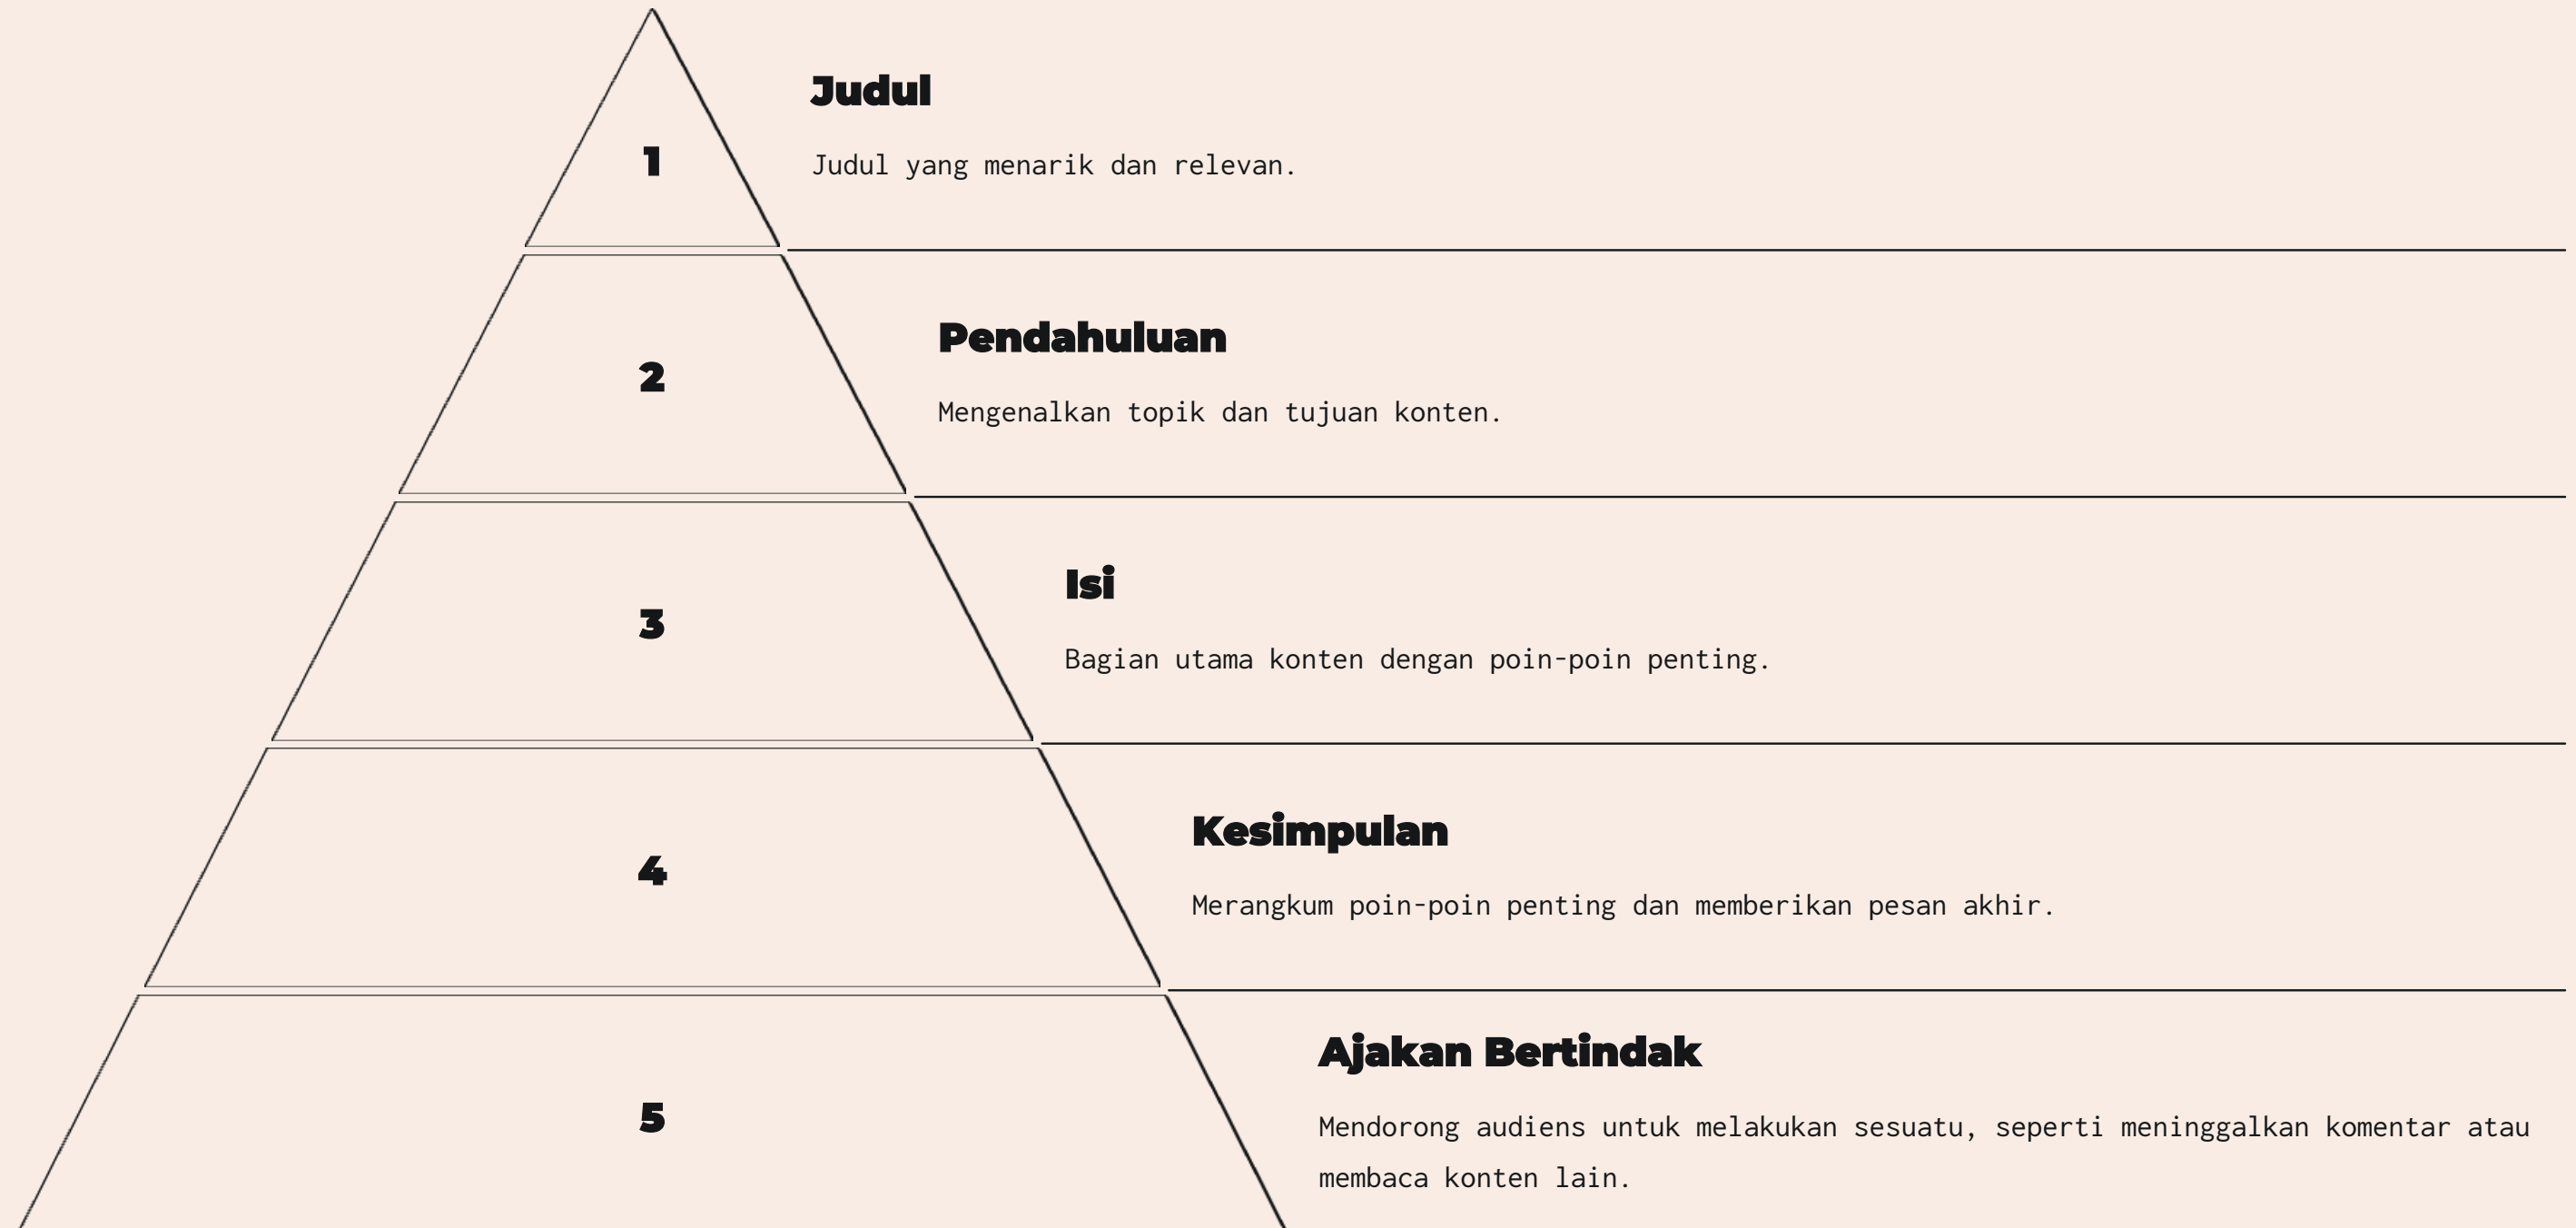 1
Judul
Judul yang menarik dan relevan.
2
Pendahuluan
Mengenalkan topik dan tujuan konten.
3
Isi
Bagian utama konten dengan poin-poin penting.
4
Kesimpulan
Merangkum poin-poin penting dan memberikan pesan akhir.
5
Ajakan Bertindak
Mendorong audiens untuk melakukan sesuatu, seperti meninggalkan komentar atau
membaca konten lain.